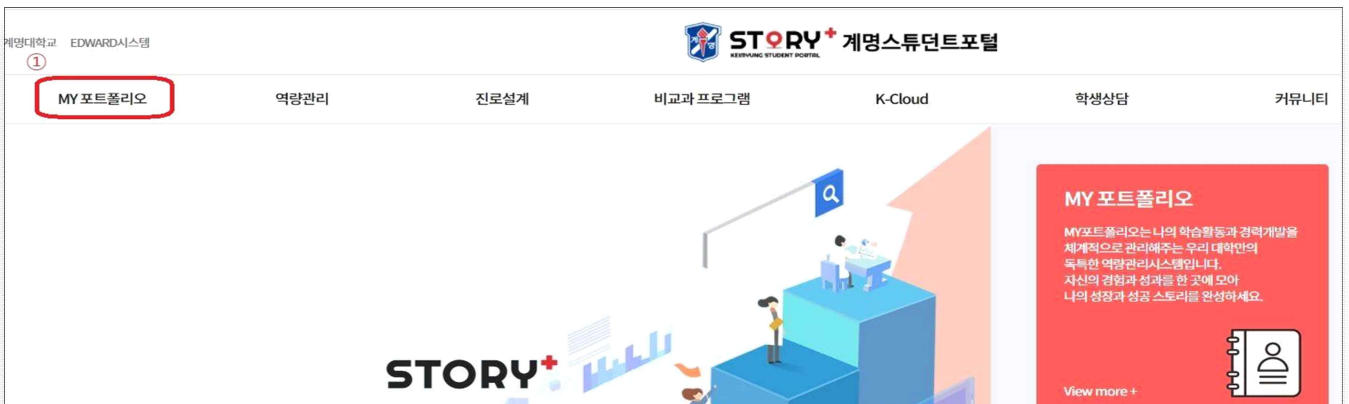 계명대학교 EDWARD시스템
STORY+ 계명스튜던트포털
KEIMYUNG STUDENT PORTAL
①
MY 포트폴리오 역량관리 진로설계 비교과 프로그램 K-Cloud 학생상담 커뮤니티
MY 포트폴리오
MY포트폴리오는 나의 학습활동과 경력개발을
체계적으로 관리해주는 우리 대학만의
독특한 역량관리시스템입니다.
자신의 경험과 성과를 한 곳에 모아
나의 성장과 성공 스토리를 완성하세요.
STORY+
View more +